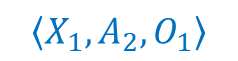 ⟨X₁, A₂, O₁⟩